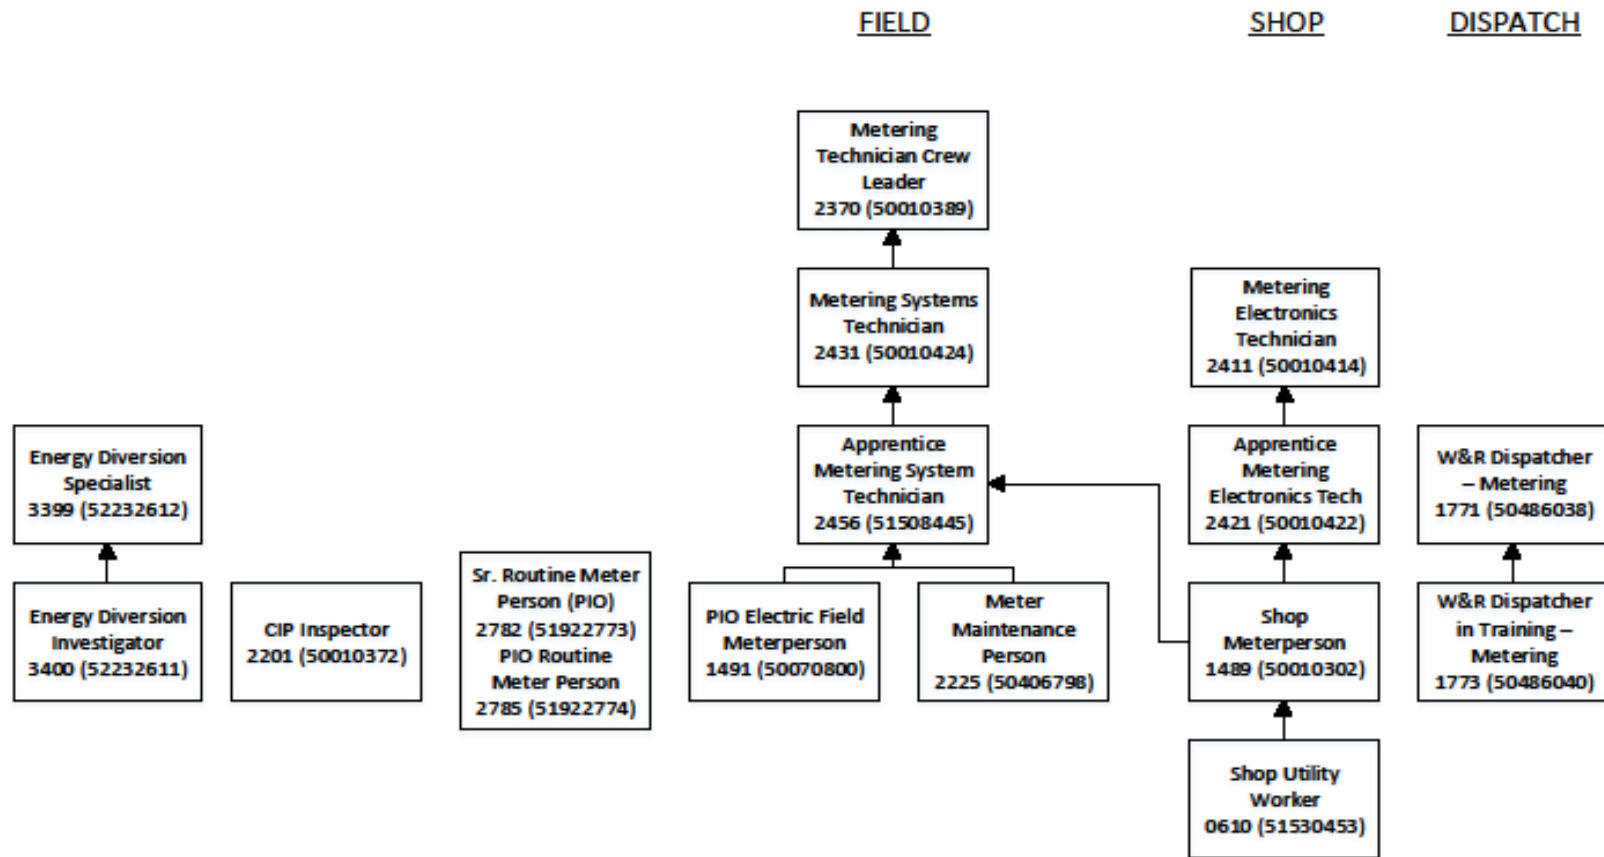 FIELD
SHOP
DISPATCH
Metering
Technician Crew
Leader
2370 (50010389)
Metering Systems
Technician
2431 (50010424)
Metering
Electronics
Technician
2411 (50010414)
Energy Diversion
Specialist
3399 (52232612)
Apprentice
Metering System
Technician
2456 (51508445)
Apprentice
Metering
Electronics Tech
2421 (50010422)
W&R Dispatcher
– Metering
1771 (50486038)
Energy Diversion
Investigator
3400 (52232611)
CIP Inspector
2201 (50010372)
Sr. Routine Meter
Person (PIO)
2782 (51922773)
PIO Routine
Meter Person
2785 (51922774)
PIO Electric Field
Meterperson
1491 (50070800)
Meter
Maintenance
Person
2225 (50406798)
Shop
Meterperson
1489 (50010302)
W&R Dispatcher
in Training –
Metering
1773 (50486040)
Shop Utility
Worker
0610 (51530453)